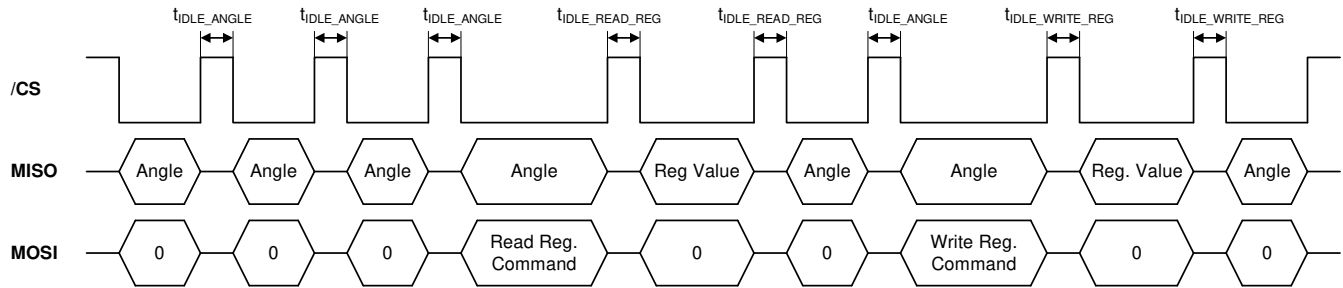 tIDLE_ANGLE tIDLE_ANGLE tIDLE_ANGLE tIDLE_READ_REG tIDLE_READ_REG tIDLE_ANGLE tIDLE_WRITE_REG tIDLE_WRITE_REG
/CS
MISO Angle Angle Angle Angle Reg Value Angle Angle Reg. Value Angle
MOSI 0 0 0 Read Reg. Command 0 0 Write Reg. Command 0 0